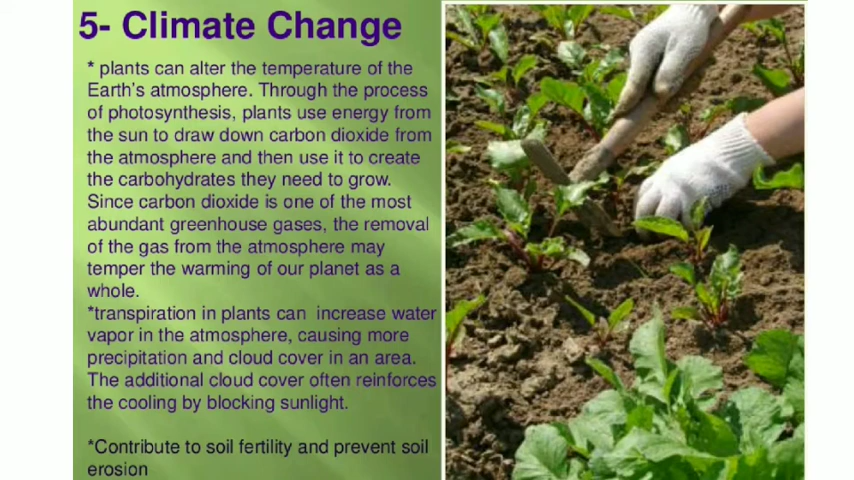 5- Climate Change
* plants can alter the temperature of the
Earth's atmosphere. Through the process
of photosynthesis, plants use energy from
the sun to draw down carbon dioxide from
the atmosphere and then use it to create
the carbohydrates they need to grow.
Since carbon dioxide is one of the most
abundant greenhouse gases, the removal
of the gas from the atmosphere may
temper the warming of our planet as a
whole.
*transpiration in plants can increase water
vapor in the atmosphere, causing more
precipitation and cloud cover in an area.
The additional cloud cover often reinforces
the cooling by blocking sunlight.
*Contribute to soil fertility and prevent soil
erosion